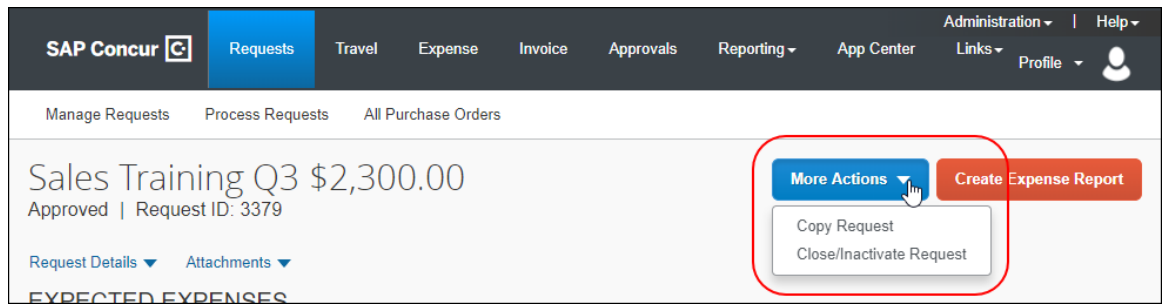 Administration | Help
SAP Concur C Requests Travel Expense Invoice Approvals Reporting App Center Links Profile
Manage Requests Process Requests All Purchase Orders
Sales Training Q3 $2,300.00
Approved | Request ID: 3379
More Actions Create Expense Report
Copy Request
Close/Inactivate Request
Request Details Attachments
EXPECTED EXPENSES